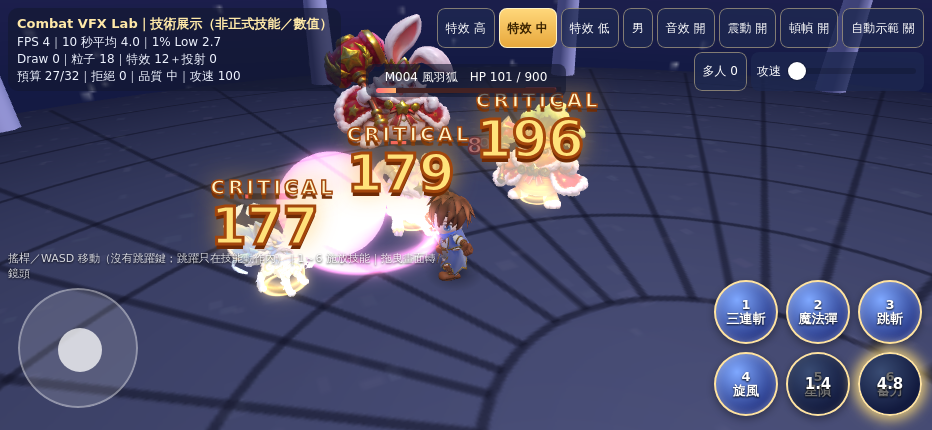 Combat VFX Lab｜技術展示（非正式技能／數值）
FPS 4｜10 秒平均 4.0｜1% Low 2.7
Draw 0｜粒子 18｜特效 12＋投射 0
預算 27/32｜拒絕 0｜品質 中｜攻速 100
特效 高
特效 中
特效 低
男
音效 開
震動 開
頓幀 開
自動示範 關
多人 0
攻速
M004 風羽狐 HP 101 / 900
CRITICAL
196
CRITICAL
179
8
CRITICAL
177
搖桿／WASD 移動（沒有跳躍鍵；跳躍只在技能動作內）｜1～6 施放技能｜拖曳畫面轉
鏡頭
1
三連斬
2
魔法彈
3
跳斬
4
旋風
5
1.4
6
4.8
蓄力